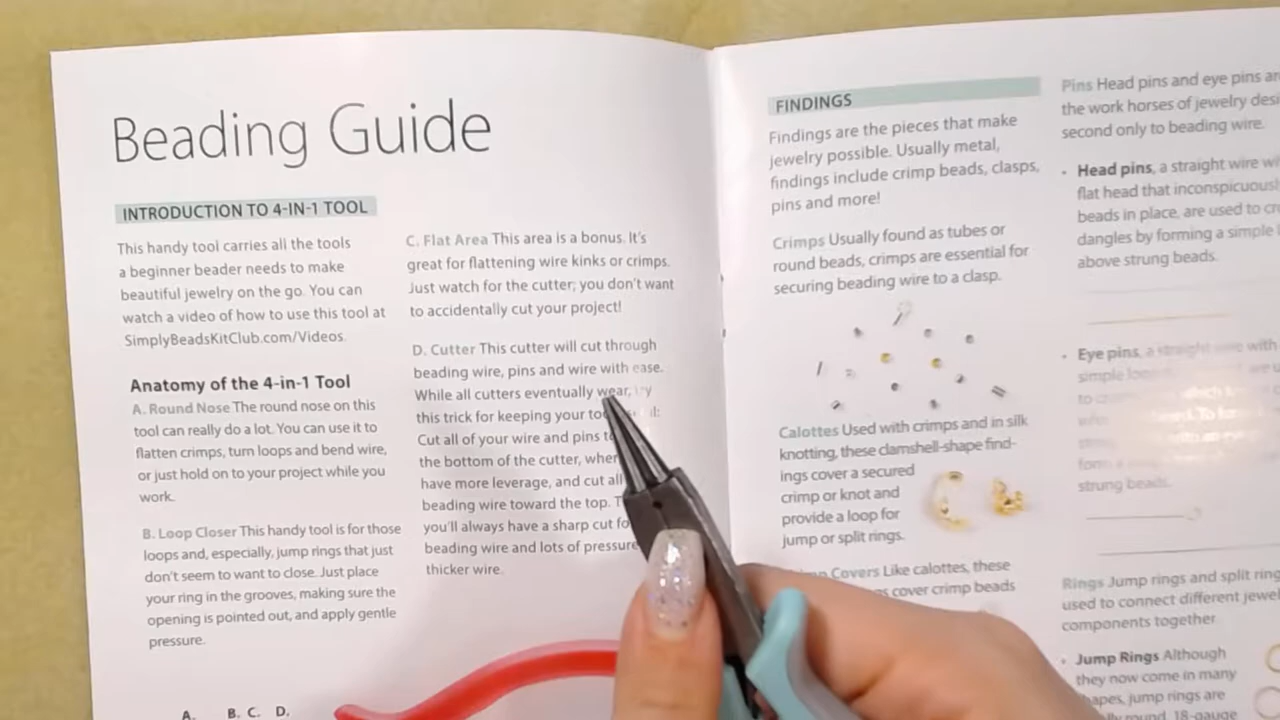 Beading Guide
INTRODUCTION TO 4-IN-1 TOOL
This handy tool carries all the tools
a beginner beader needs to make
beautiful jewelry on the go. You can
watch a video of how to use this tool at
SimplyBeadsKitClub.com/Videos.
Anatomy of the 4-in-1 Tool
A. Round Nose The round nose on this
tool can really do a lot. You can use it to
flatten crimps, turn loops and bend wire,
or just hold on to your project while you
work.
B. Loop Closer This handy tool is for those
loops and, especially, jump rings that just
don't seem to want to close. Just place
your ring in the grooves, making sure the
opening is pointed out, and apply gentle
pressure.
A. B. C. D.
C. Flat Area This area is a bonus. It's
great for flattening wire kinks or crimps.
Just watch for the cutter; you don't want
to accidentally cut your project!
D. Cutter This cutter will cut through
beading wire, pins and wire with ease.
While all cutters eventually wear,
this trick for keeping your
Cut all of your wire and pins
the bottom of the cutter,
have more leverage, and cut all
beading wire toward the top.
you'll always have a sharp cut
beading wire and lots of pressure
thicker wire.
FINDINGS
Findings are the pieces that make
jewelry possible. Usually metal,
findings include crimp beads, clasps,
pins and more!
Crimps Usually found as tubes or
round beads, crimps are essential for
securing beading wire to a clasp.
Calottes Used with crimps and in silk
knotting, these clamshell-shape find-
ings cover a secured
crimp or knot and
provide a loop for
jump or split rings.
Covers Like calottes, these
cover crimp beads
Pins Head pins and eye pins
the work horses of jewelry
second only to beading wire.
• Head pins, a straight wire
flat head that
beads in place, are used to
dangles by forming a simple
above strung beads.
• Eye pins, a straight wire with
simple
strung beads.
Rings Jump rings and split
used to connect different
components together
• Jump Rings Although
they now come in many
shapes, jump rings are
round. 18-gauge